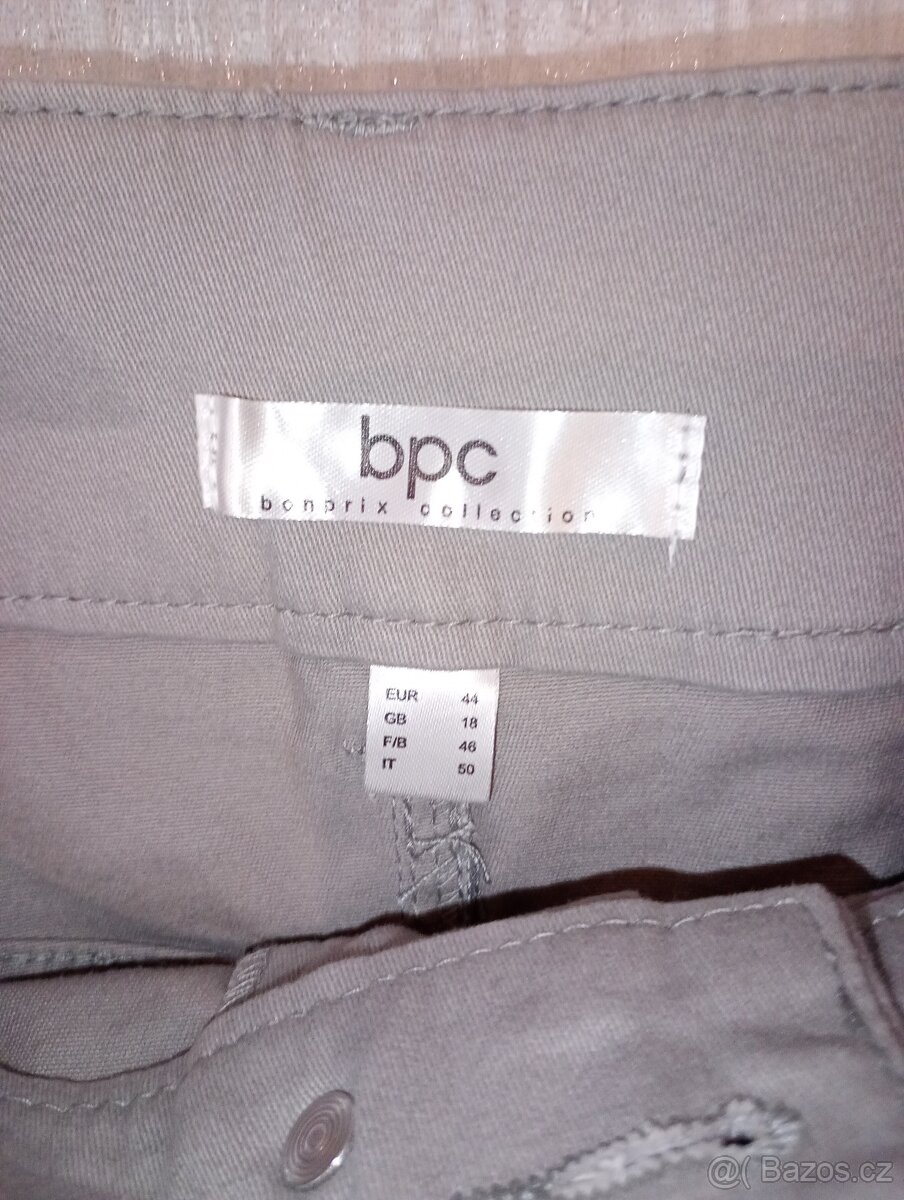 bpc
bonprix collection
EUR 44
GB 18
F/B 46
IT 50
@( Bazos.cz